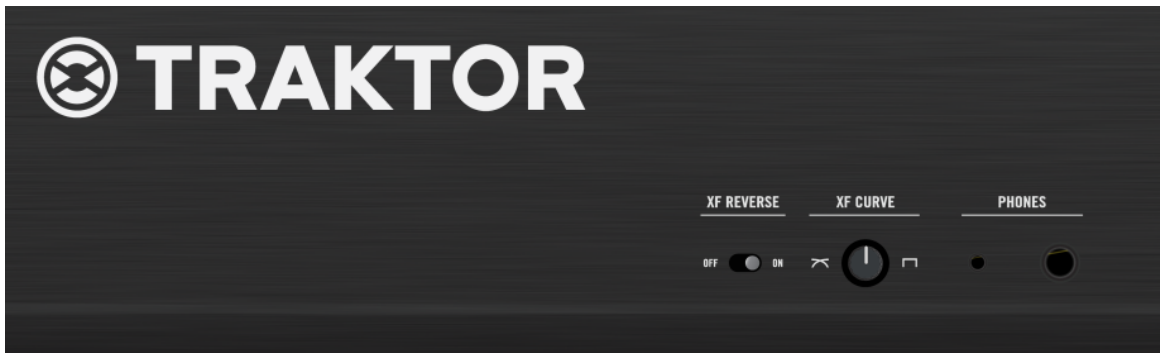 TRAKTOR
XF REVERSE XF CURVE PHONES
OFF ON